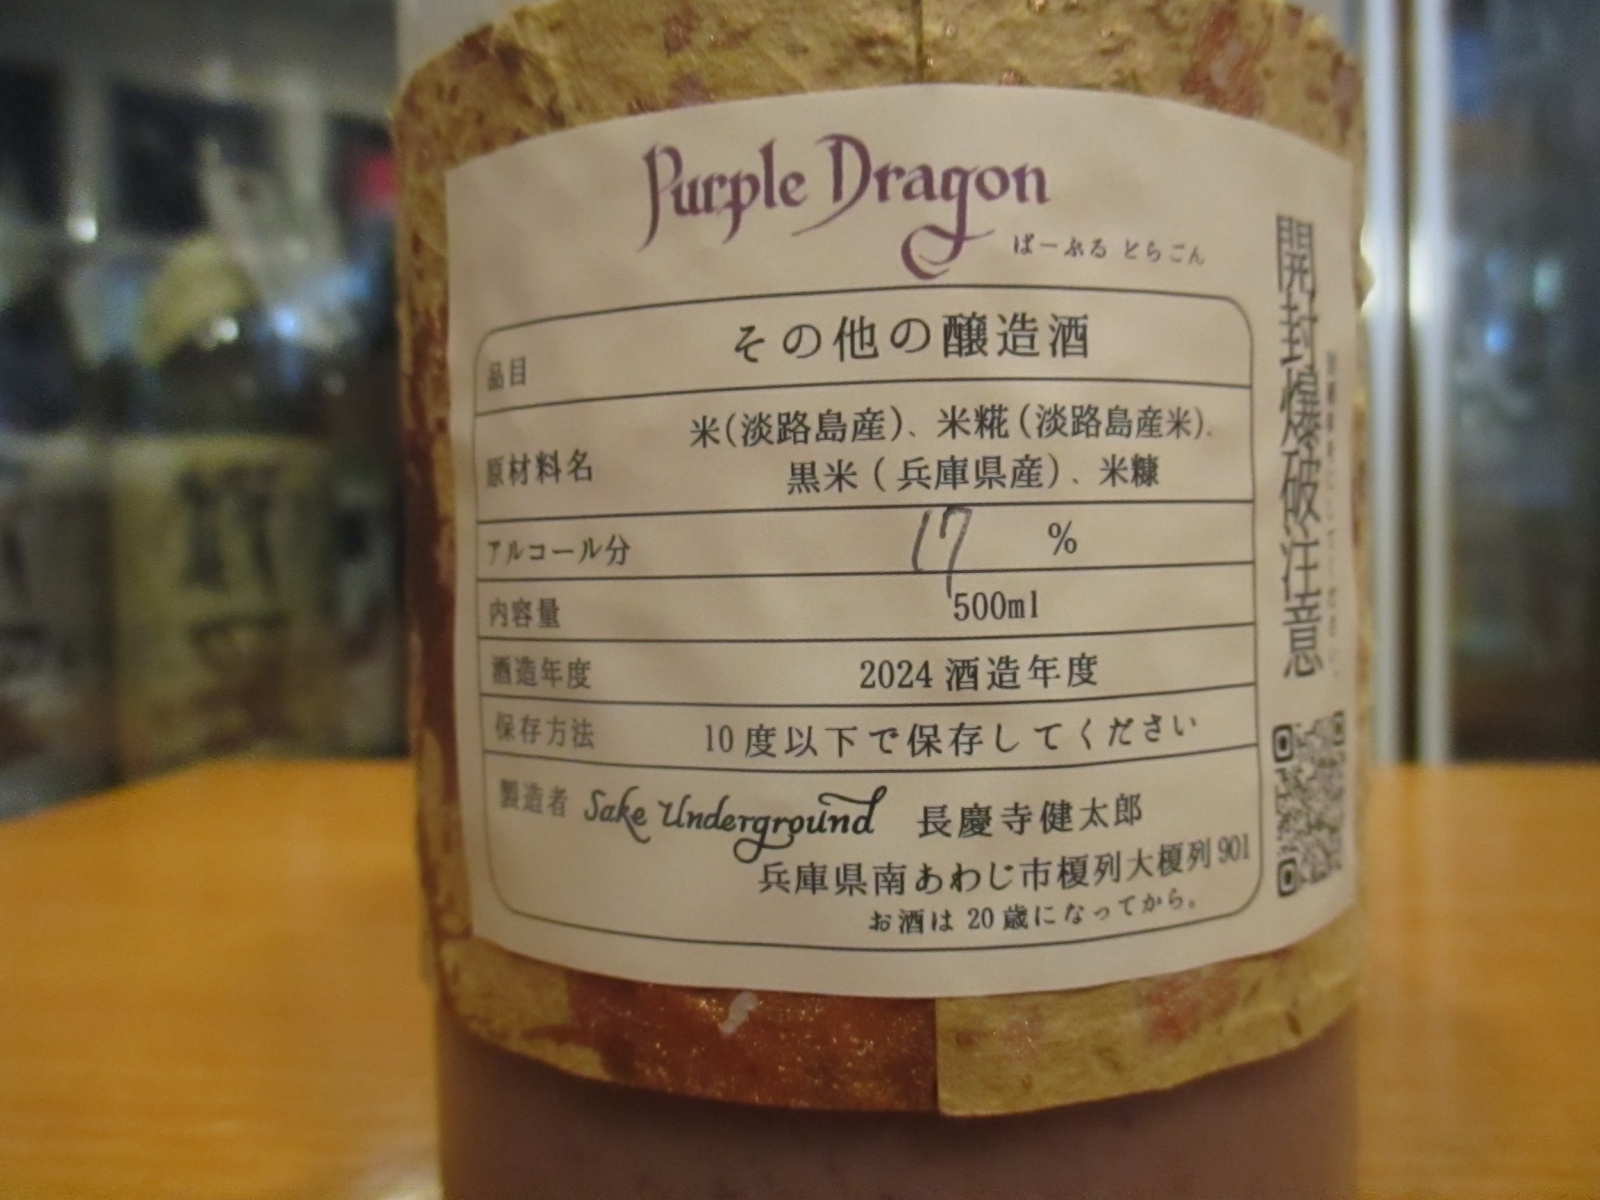 Purple Dragon
ぱーぷる どらごん
品目 その他の醸造酒
原材料名 米(淡路島産)、米糀(淡路島産米)、
黒米(兵庫県産)、米糠
アルコール分 17 %
内容量 500ml
酒造年度 2024 酒造年度
保存方法 10度以下で保存してください
製造者 Sake Underground 長慶寺健太郎
兵庫県南あわじ市榎列大榎列901
お酒は 20歳になってから。
開封爆破注意